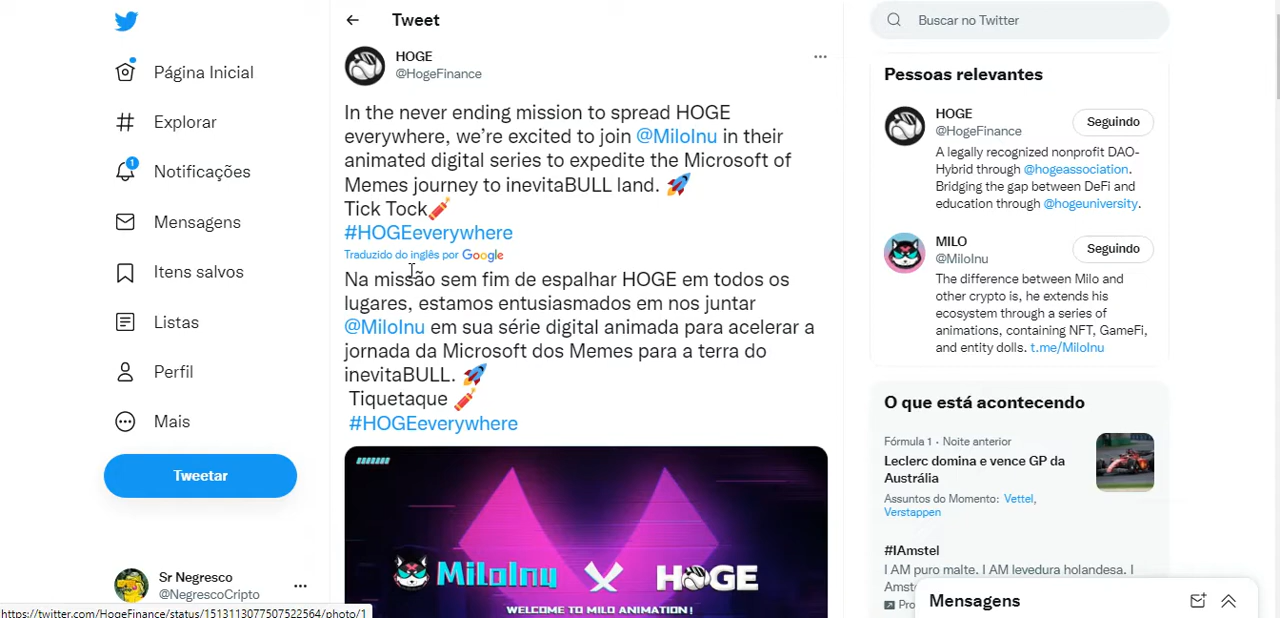 Página Inicial
Explorar
1
Notificações
Mensagens
Itens salvos
Listas
Perfil
Mais
Tweetar
Sr Negresco
@NegrescoCripto
https://twitter.com/HogeFinance/status/1513113077507522564/photo/1
Tweet
HOGE
@HogeFinance
In the never ending mission to spread HOGE
everywhere, we’re excited to join @MiloInu in their
animated digital series to expedite the Microsoft of
Memes journey to inevitaBULL land. 🚀
Tick Tock🧨
#HOGEeverywhere
Traduzido do inglês por Google
Na missão sem fim de espalhar HOGE em todos os
lugares, estamos entusiasmados em nos juntar
@MiloInu em sua série digital animada para acelerar a
jornada da Microsoft dos Memes para a terra do
inevitaBULL. 🚀
Tiquetaque 🧨
#HOGEeverywhere
MiloInu X HOGE
WELCOME TO MILO ANIMATION!
Buscar no Twitter
Pessoas relevantes
HOGE
@HogeFinance
Seguindo
A legally recognized nonprofit DAO-
Hybrid through @hogeassociation.
Bridging the gap between DeFi and
education through @hogeuniversity.
MILO
@MiloInu
Seguindo
The difference between Milo and
other crypto is, he extends his
ecosystem through a series of
animations, containing NFT, GameFi,
and entity dolls. t.me/MiloInu
O que está acontecendo
Fórmula 1 · Noite anterior
Leclerc domina e vence GP da
Austrália
Assuntos do Momento: Vettel,
Verstappen
#IAmstel
I AM puro malte. I AM levedura holandesa. I
Mensagens